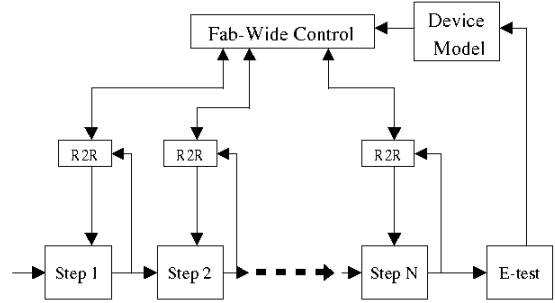 Device
Model
Fab-Wide Control
R2R
R2R
R2R
Step 1
Step 2
Step N
E-test